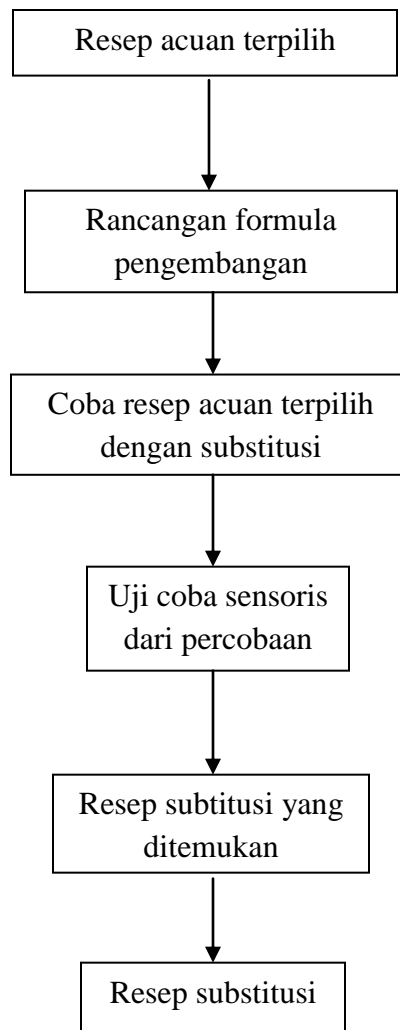 Resep acuan terpilih
Rancangan formula
pengembangan
Coba resep acuan terpilih
dengan substitusi
Uji coba sensoris
dari percobaan
Resep subtitusi yang
ditemukan
Resep substitusi